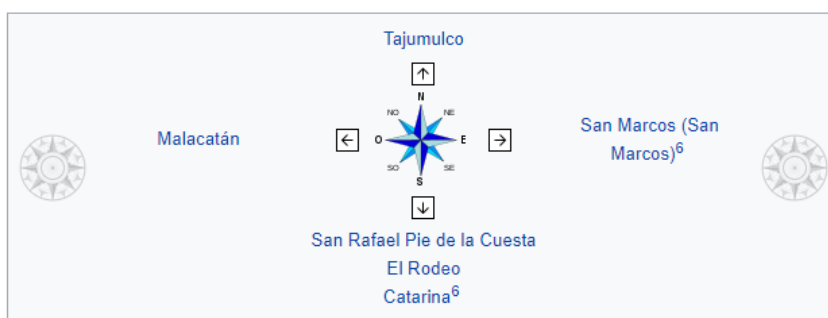 Tajumulco
N
NO NE
Malacatán O E San Marcos (San
Marcos)6
SO SE
S
San Rafael Pie de la Cuesta
El Rodeo
Catarina6